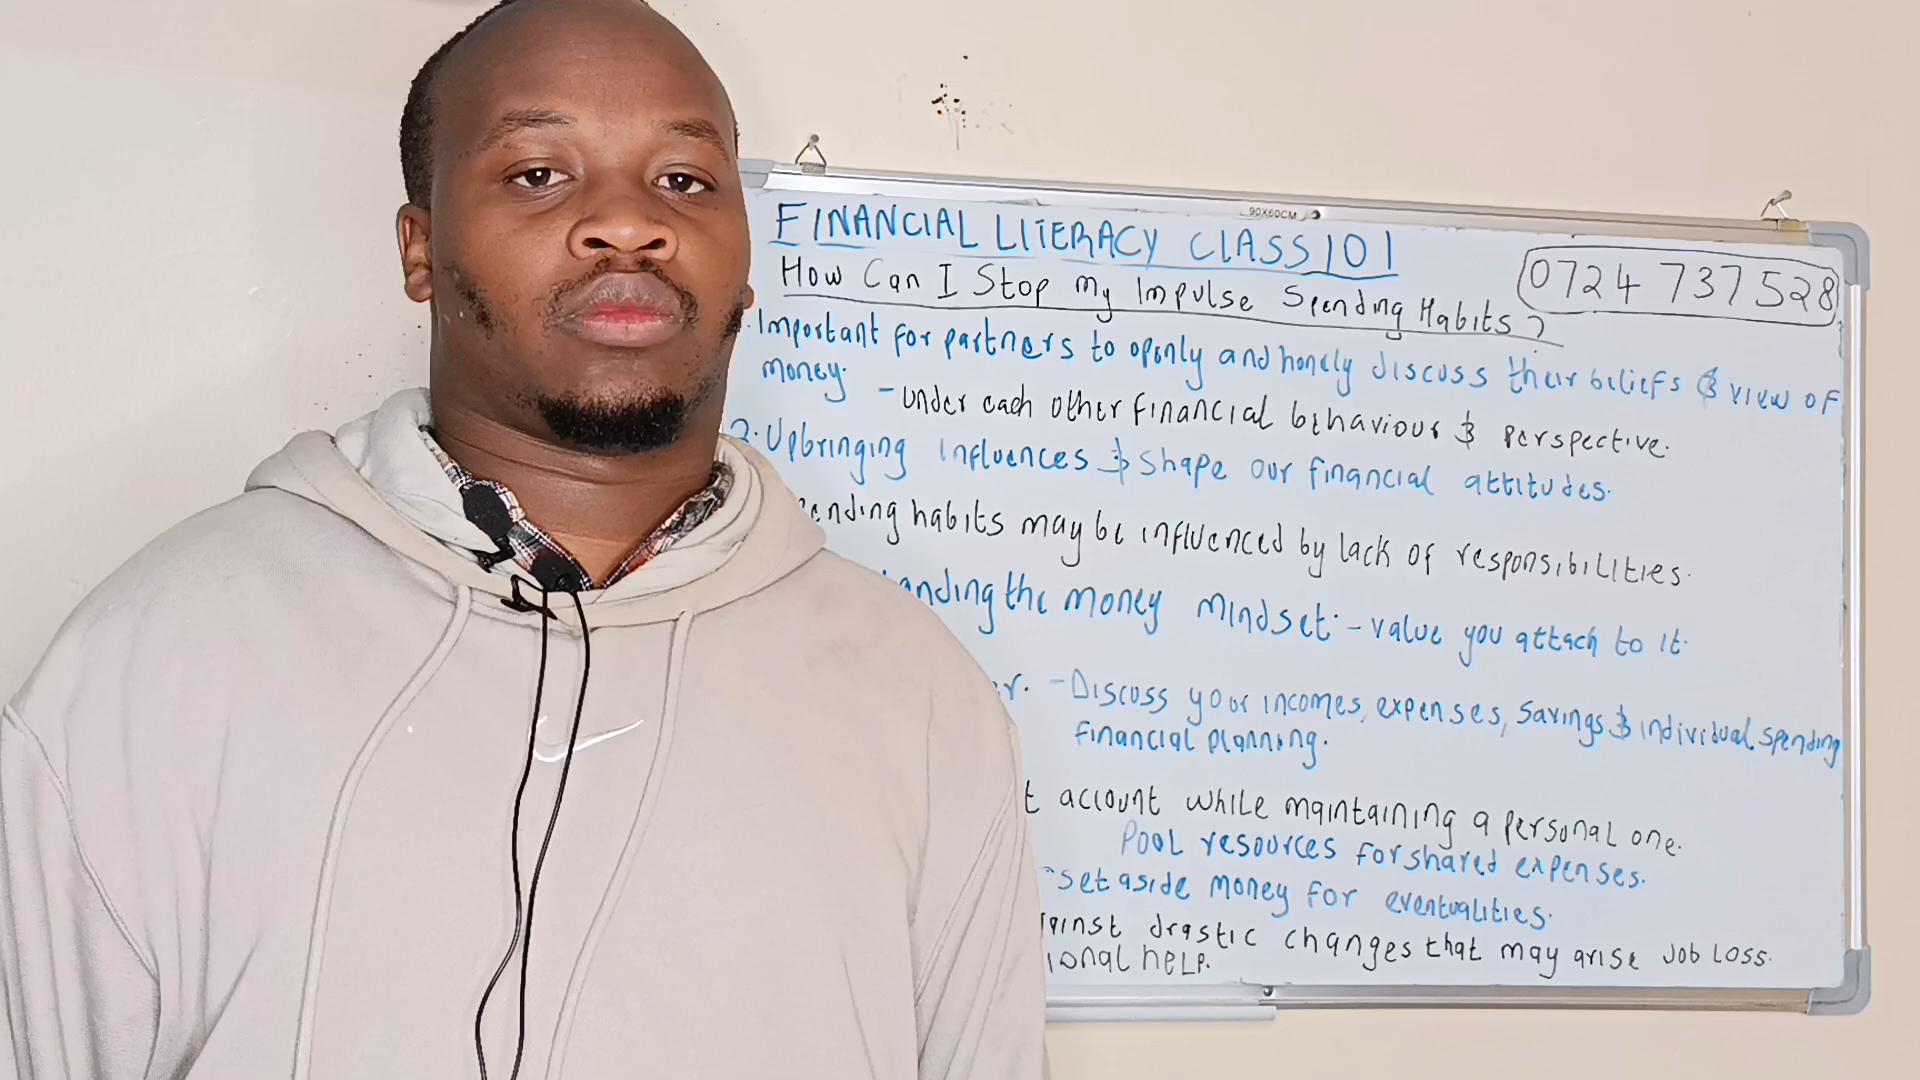 90X60CM
FINANCIAL LITERACY CLASS 101
0724 737 528
How Can I Stop My Impulse Spending Habits?
Important for partners to openly and honely discuss their beliefs & view of
money.
- under each other financial behaviour & perspective.
2. Upbringing influences & shape our financial attitudes.
habits may be influenced by lack of responsibilities.
the money mindset - value you attach to it.
- Discuss your incomes, expenses, savings & individual spending
financial planning.
account while maintaining a personal one.
Pool resources for shared expenses.
- set aside money for eventualities.
drastic changes that may arise Job Loss.
help.